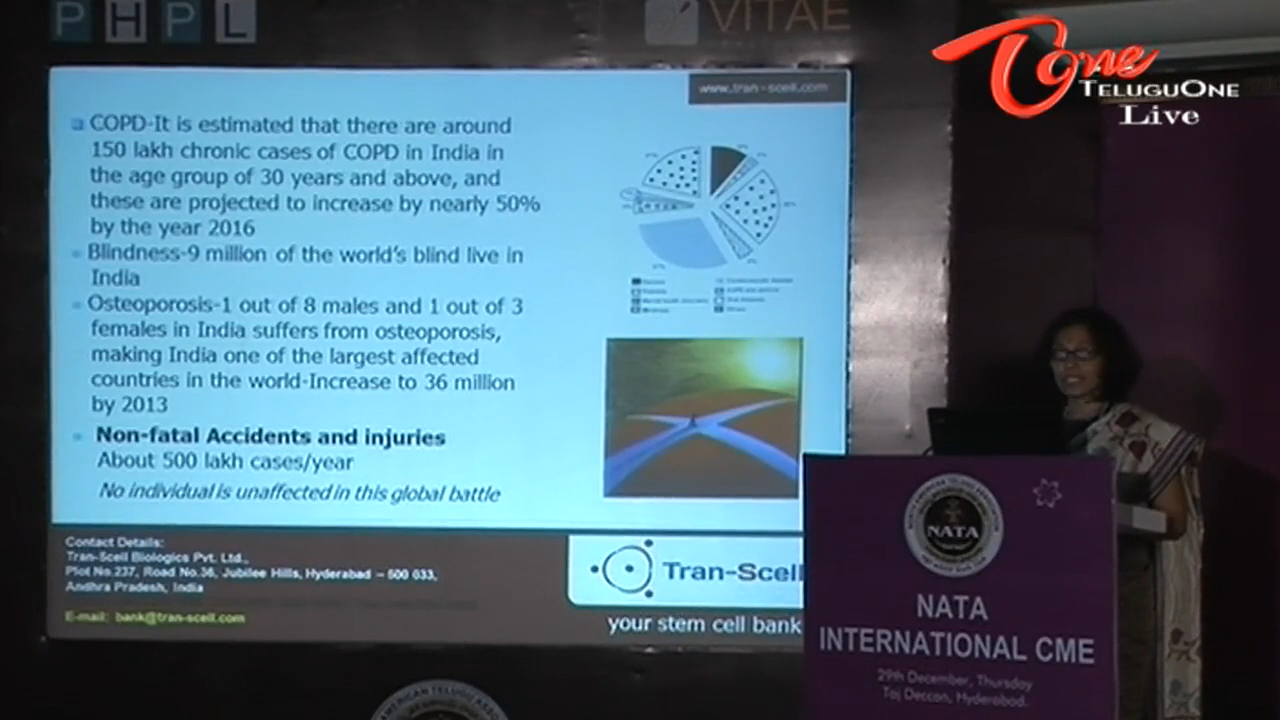 PHPL
VITAE
One
TELUGUONE
Live
www.tran-scell.com
COPD-It is estimated that there are around
150 lakh chronic cases of COPD in India in
the age group of 30 years and above, and
these are projected to increase by nearly 50%
by the year 2016
Blindness-9 million of the world's blind live in
India
Osteoporosis-1 out of 8 males and 1 out of 3
females in India suffers from osteoporosis,
making India one of the largest affected
countries in the world-Increase to 36 million
by 2013
Non-fatal Accidents and injuries
About 500 lakh cases/year
No individual is unaffected in this global battle
Contact Details:
Tran-Scell Biologics Pvt. Ltd.,
Plot No.237, Road No.36, Jubilee Hills, Hyderabad – 500 033,
Andhra Pradesh, India
E-mail: bank@tran-scell.com
Tran-Scell
your stem cell bank
NATA
NATA
INTERNATIONAL CME
29th December, Thursday
Taj Deccan, Hyderabad.
AMERICAN TELUGU